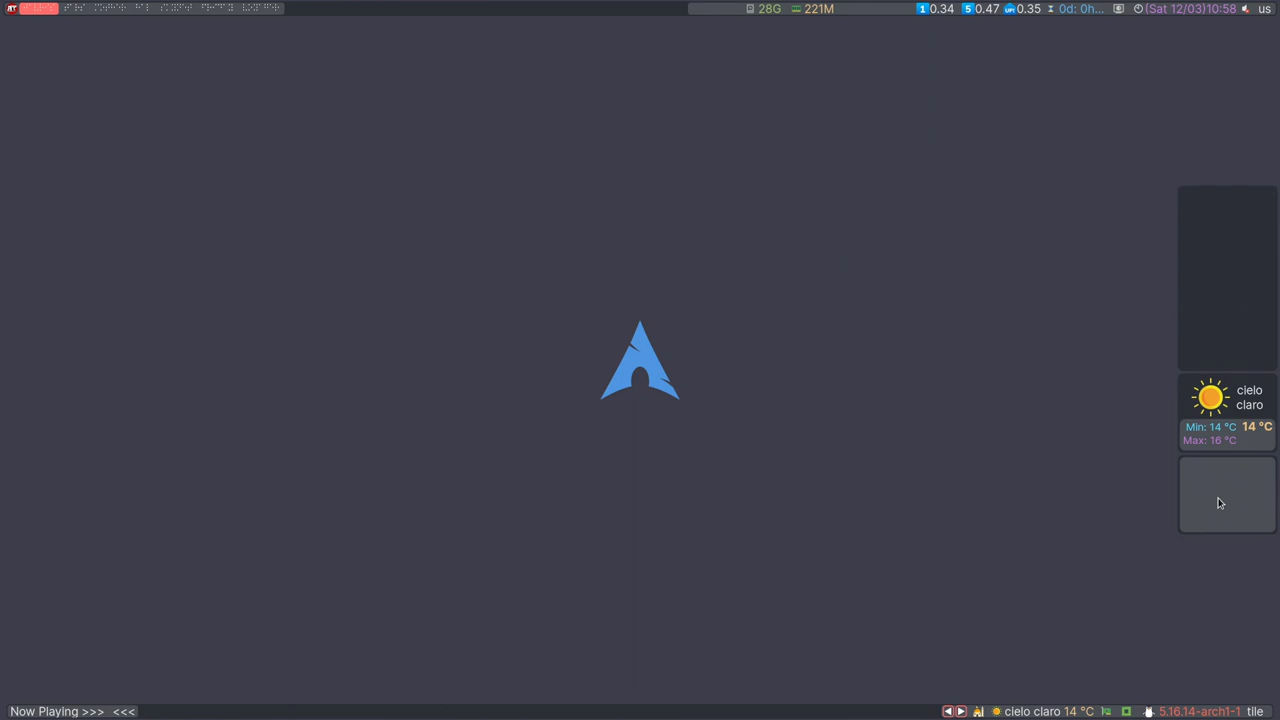 28G 221M 1 0.34 5 0.47 UP! 0.35 0d: 0h... (Sat 12/03)10:58 us
cielo
claro
Min: 14 °C 14 °C
Max: 16 °C
Now Playing >>> <<<
cielo claro 14 °C 5.16.14-arch1-1 tile